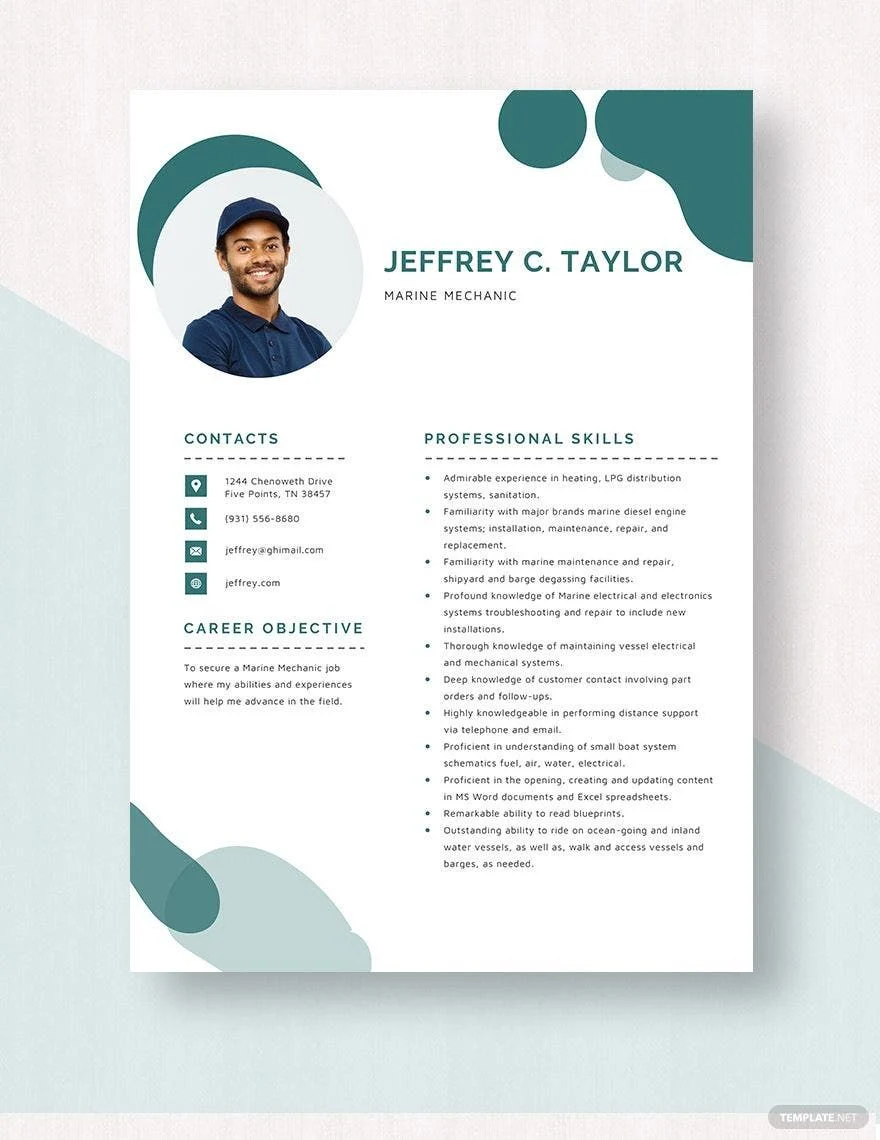 JEFFREY C. TAYLOR
MARINE MECHANIC
CONTACTS
1244 Chenoweth Drive
Five Points, TN 38457
(931) 556-8680
jeffrey@ghimail.com
jeffrey.com
CAREER OBJECTIVE
To secure a Marine Mechanic job
where my abilities and experiences
will help me advance in the field.
PROFESSIONAL SKILLS
• Admirable experience in heating, LPG distribution
systems, sanitation.
• Familiarity with major brands marine diesel engine
systems; installation, maintenance, repair, and
replacement.
• Familiarity with marine maintenance and repair,
shipyard and barge degassing facilities.
• Profound knowledge of Marine electrical and electronics
systems troubleshooting and repair to include new
installations.
• Thorough knowledge of maintaining vessel electrical
and mechanical systems.
• Deep knowledge of customer contact involving part
orders and follow-ups.
• Highly knowledgeable in performing distance support
via telephone and email.
• Proficient in understanding of small boat system
schematics fuel, air, water, electrical.
• Proficient in the opening, creating and updating content
in MS Word documents and Excel spreadsheets.
• Remarkable ability to read blueprints.
• Outstanding ability to ride on ocean-going and inland
water vessels, as well as, walk and access vessels and
barges, as needed.
TEMPLATE.NET